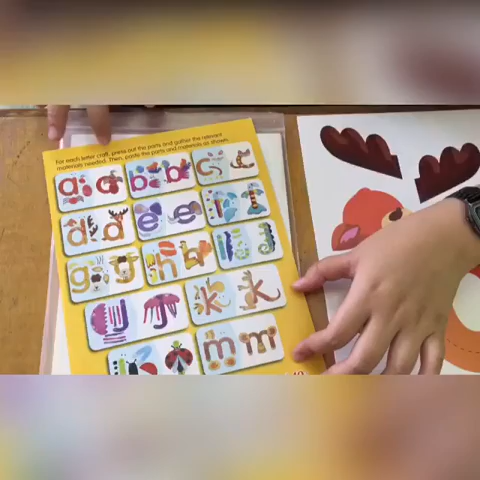 For each letter craft, press out the parts and gather the relevant
materials needed. Then, paste the parts and materials as shown.
a a b b c c
d d e e f f
g g h h i i
j j k k
l l m m